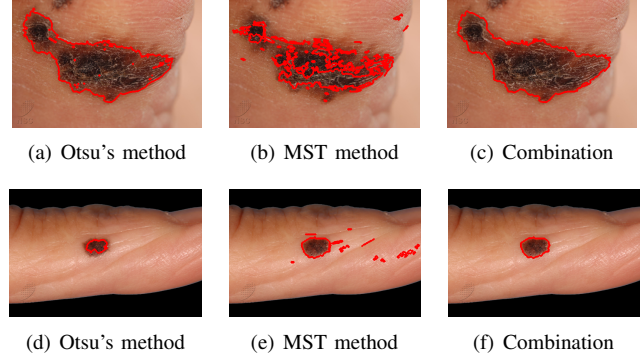 (a) Otsu's method (b) MST method (c) Combination
(d) Otsu's method (e) MST method (f) Combination